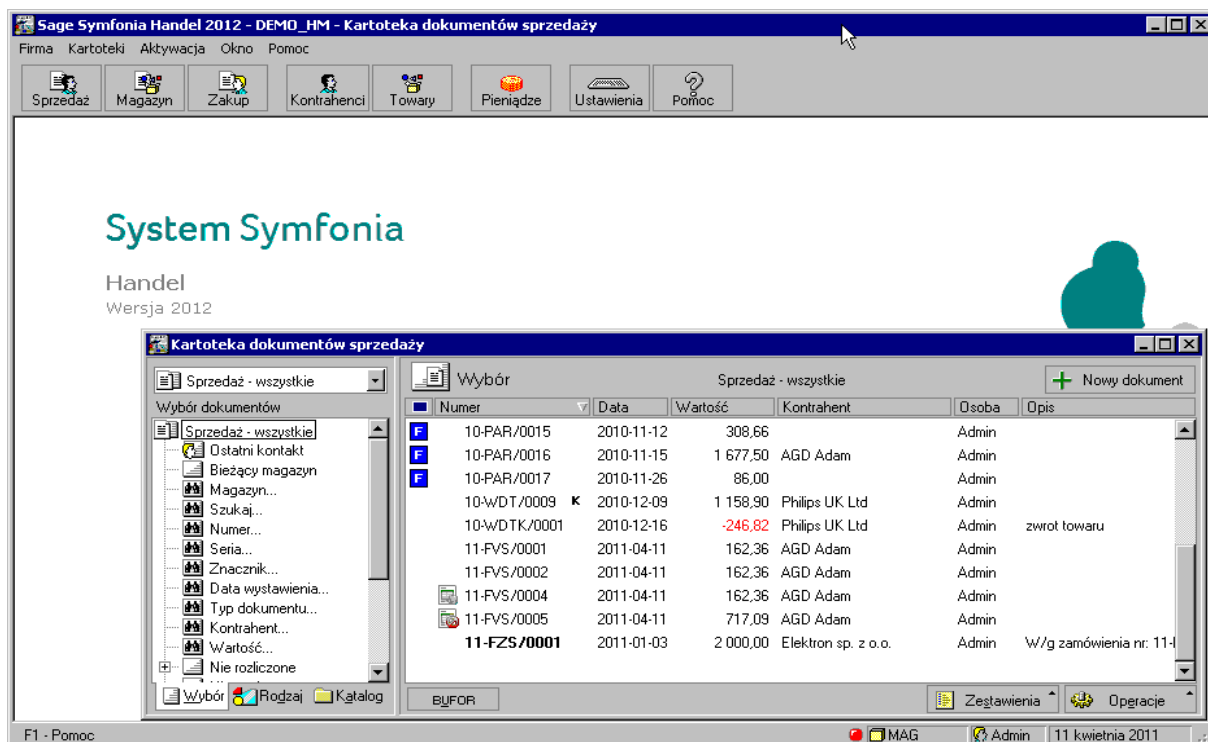 Sage Symfonia Handel 2012 - DEMO_HM - Kartoteka dokumentów sprzedaży
Firma Kartoteki Aktywacja Okno Pomoc
Sprzedaż Magazyn Zakup Kontrahenci Towary Pieniądze Ustawienia Pomoc
System Symfonia
Handel
Wersja 2012
Kartoteka dokumentów sprzedaży
Sprzedaż - wszystkie
Wybór Sprzedaż - wszystkie Nowy dokument
Wybór dokumentów
Sprzedaż - wszystkie
Ostatni kontakt
Bieżący magazyn
Magazyn...
Szukaj...
Numer...
Seria...
Znacznik...
Data wystawienia...
Typ dokumentu...
Kontrahent...
Wartość...
Nie rozliczone
Wybór Rodzaj Katalog
Numer Data Wartość Kontrahent Osoba Opis
F 10-PAR/0015 2010-11-12 308,66 Admin
F 10-PAR/0016 2010-11-15 1 677,50 AGD Adam Admin
F 10-PAR/0017 2010-11-26 86,00 Admin
10-WDT/0009 K 2010-12-09 1 158,90 Philips UK Ltd Admin
10-WDTK/0001 2010-12-16 -246,82 Philips UK Ltd Admin zwrot towaru
11-FVS/0001 2011-04-11 162,36 AGD Adam Admin
11-FVS/0002 2011-04-11 162,36 AGD Adam Admin
11-FVS/0004 2011-04-11 162,36 AGD Adam Admin
11-FVS/0005 2011-04-11 717,09 AGD Adam Admin
11-FZS/0001 2011-01-03 2 000,00 Elektron sp. z o.o. Admin W/g zamówienia nr: 11-
BUFOR Zestawienia Operacje
F1 - Pomoc MAG Admin 11 kwietnia 2011